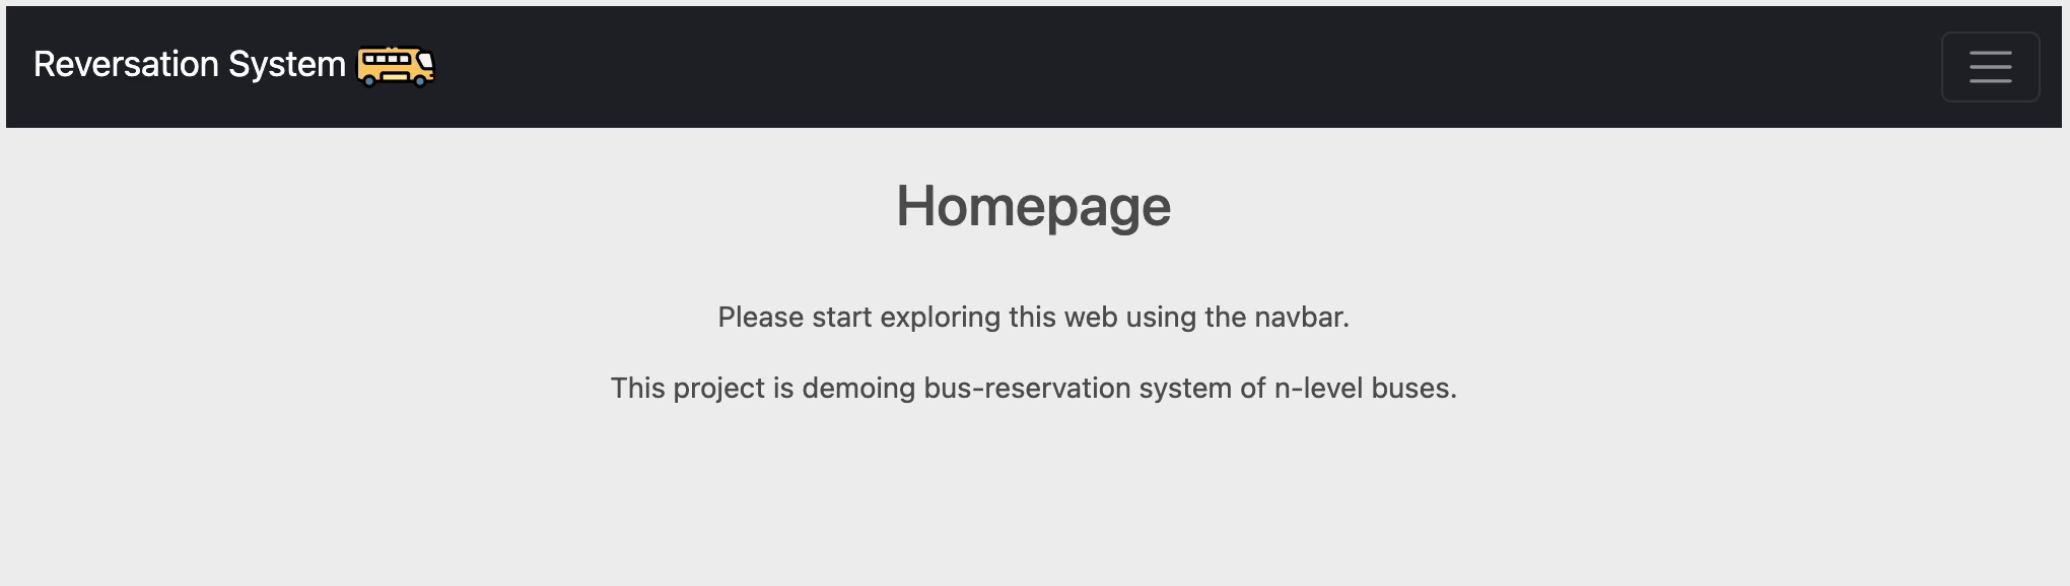 Reversation System
Homepage
Please start exploring this web using the navbar.
This project is demoing bus-reservation system of n-level buses.